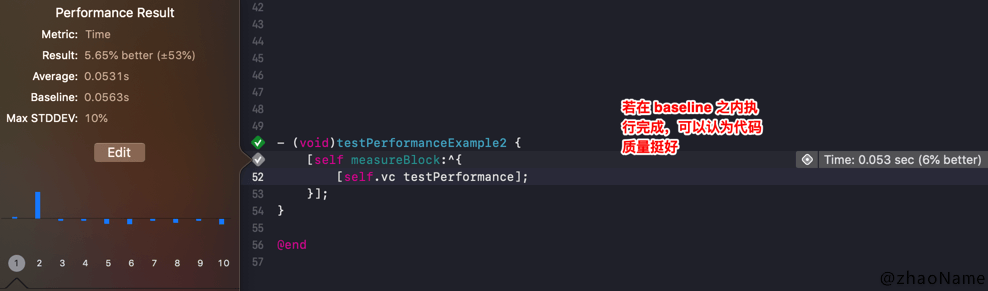 Performance Result
Metric: Time
Result: 5.65% better (±53%)
Average: 0.0531s
Baseline: 0.0563s
Max STDDEV: 10%
Edit
1 2 3 4 5 6 7 8 9 10
42
43
44
45
46
47
48
49
- (void)testPerformanceExample2 {
[self measureBlock:^{
52 [self.vc testPerformance];
53 }];
54 }
55
56 @end
57
若在 baseline 之内执
行完成，可以认为代码
质量挺好
Time: 0.053 sec (6% better)
@zhaoName